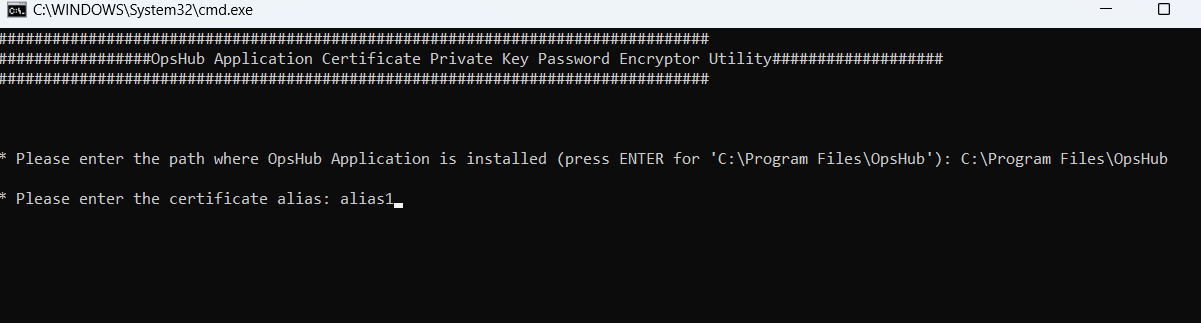 C:\WINDOWS\System32\cmd.exe
###############################################################################
#################OpsHub Application Certificate Private Key Password Encryptor Utility###################
###############################################################################
* Please enter the path where OpsHub Application is installed (press ENTER for 'C:\Program Files\OpsHub'): C:\Program Files\OpsHub
* Please enter the certificate alias: alias1